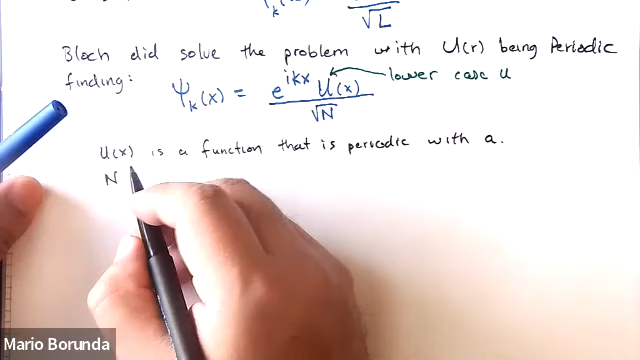 √L
Bloch did solve the problem with U(r) being Periodic
finding:
ψk(x) = e^ikx u(x) / √N
lower case u
u(x) is a function that is periodic with a.
N
Mario Borunda